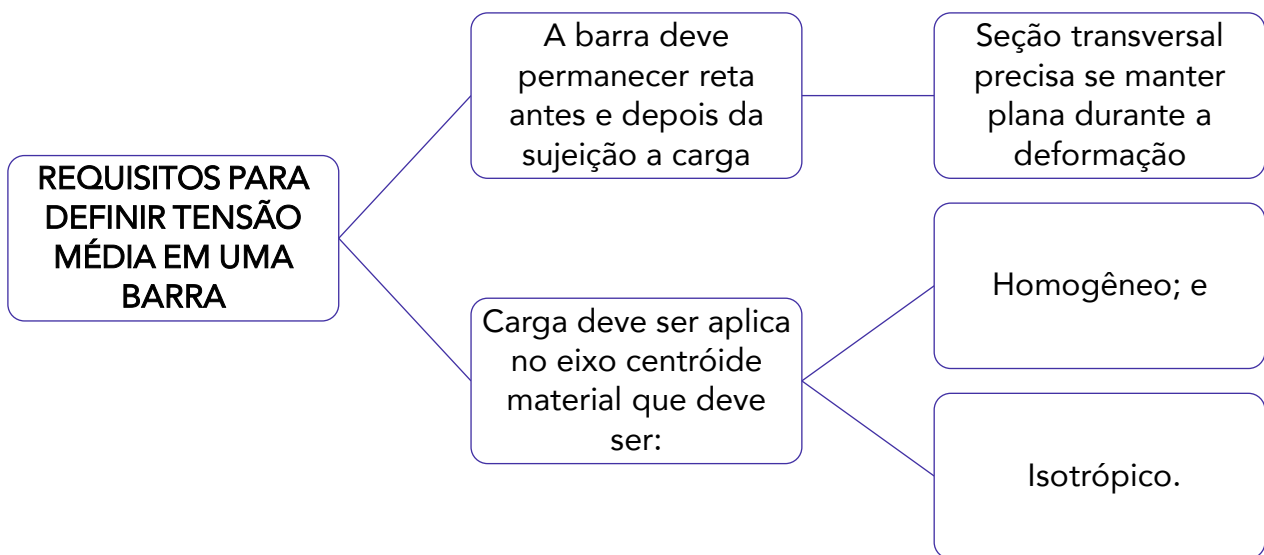 REQUISITOS PARA
DEFINIR TENSÃO
MÉDIA EM UMA
BARRA
A barra deve
permanecer reta
antes e depois da
sujeição a carga
Seção transversal
precisa se manter
plana durante a
deformação
Carga deve ser aplica
no eixo centróide
material que deve
ser:
Homogêneo; e
Isotrópico.